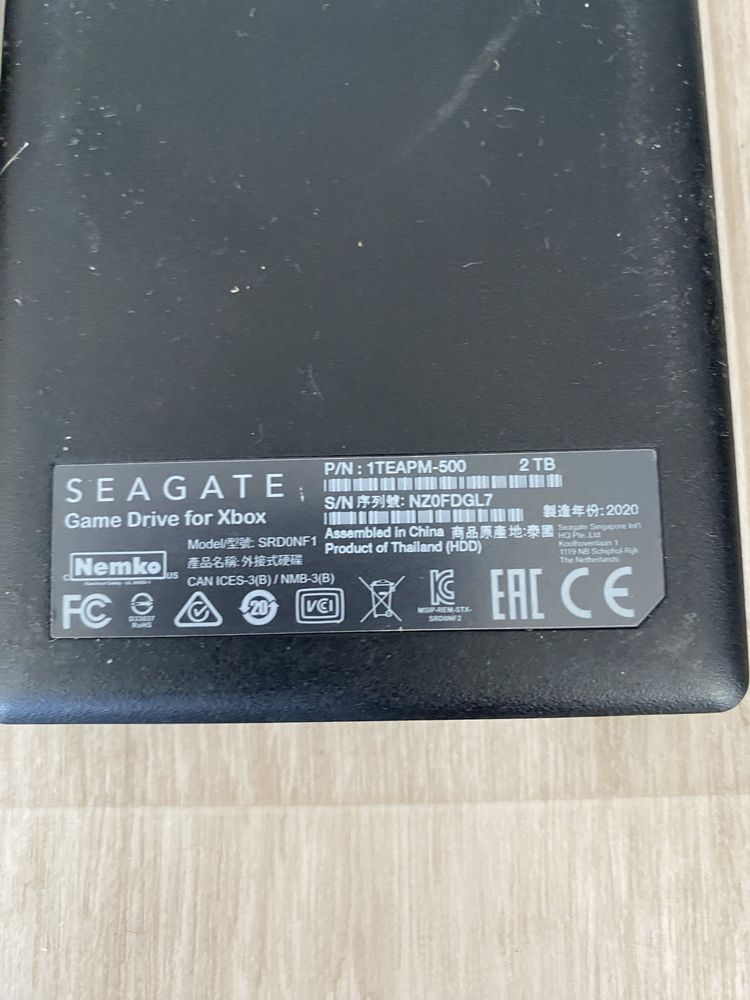 SEAGATE
Game Drive for Xbox
P/N : 1TEAPM-500 2 TB
S/N 序列號: NZ0FDGL7
製造年份: 2020
Assembled in China 商品原產地:泰國
Product of Thailand (HDD)
Seagate Singapore Int'l
HQ Pte. Ltd
Koolhovenlaan 1
1119 NB Schiphol-Rijk
The Netherlands
Model/型號: SRD0NF1
產品名稱: 外接式硬碟
CAN ICES-3(B) / NMB-3(B)
c Nemko US
FC
D33027
RoHS
20
VCI
MSIP-REM-STX-
SRD0NF2
EAC
CE